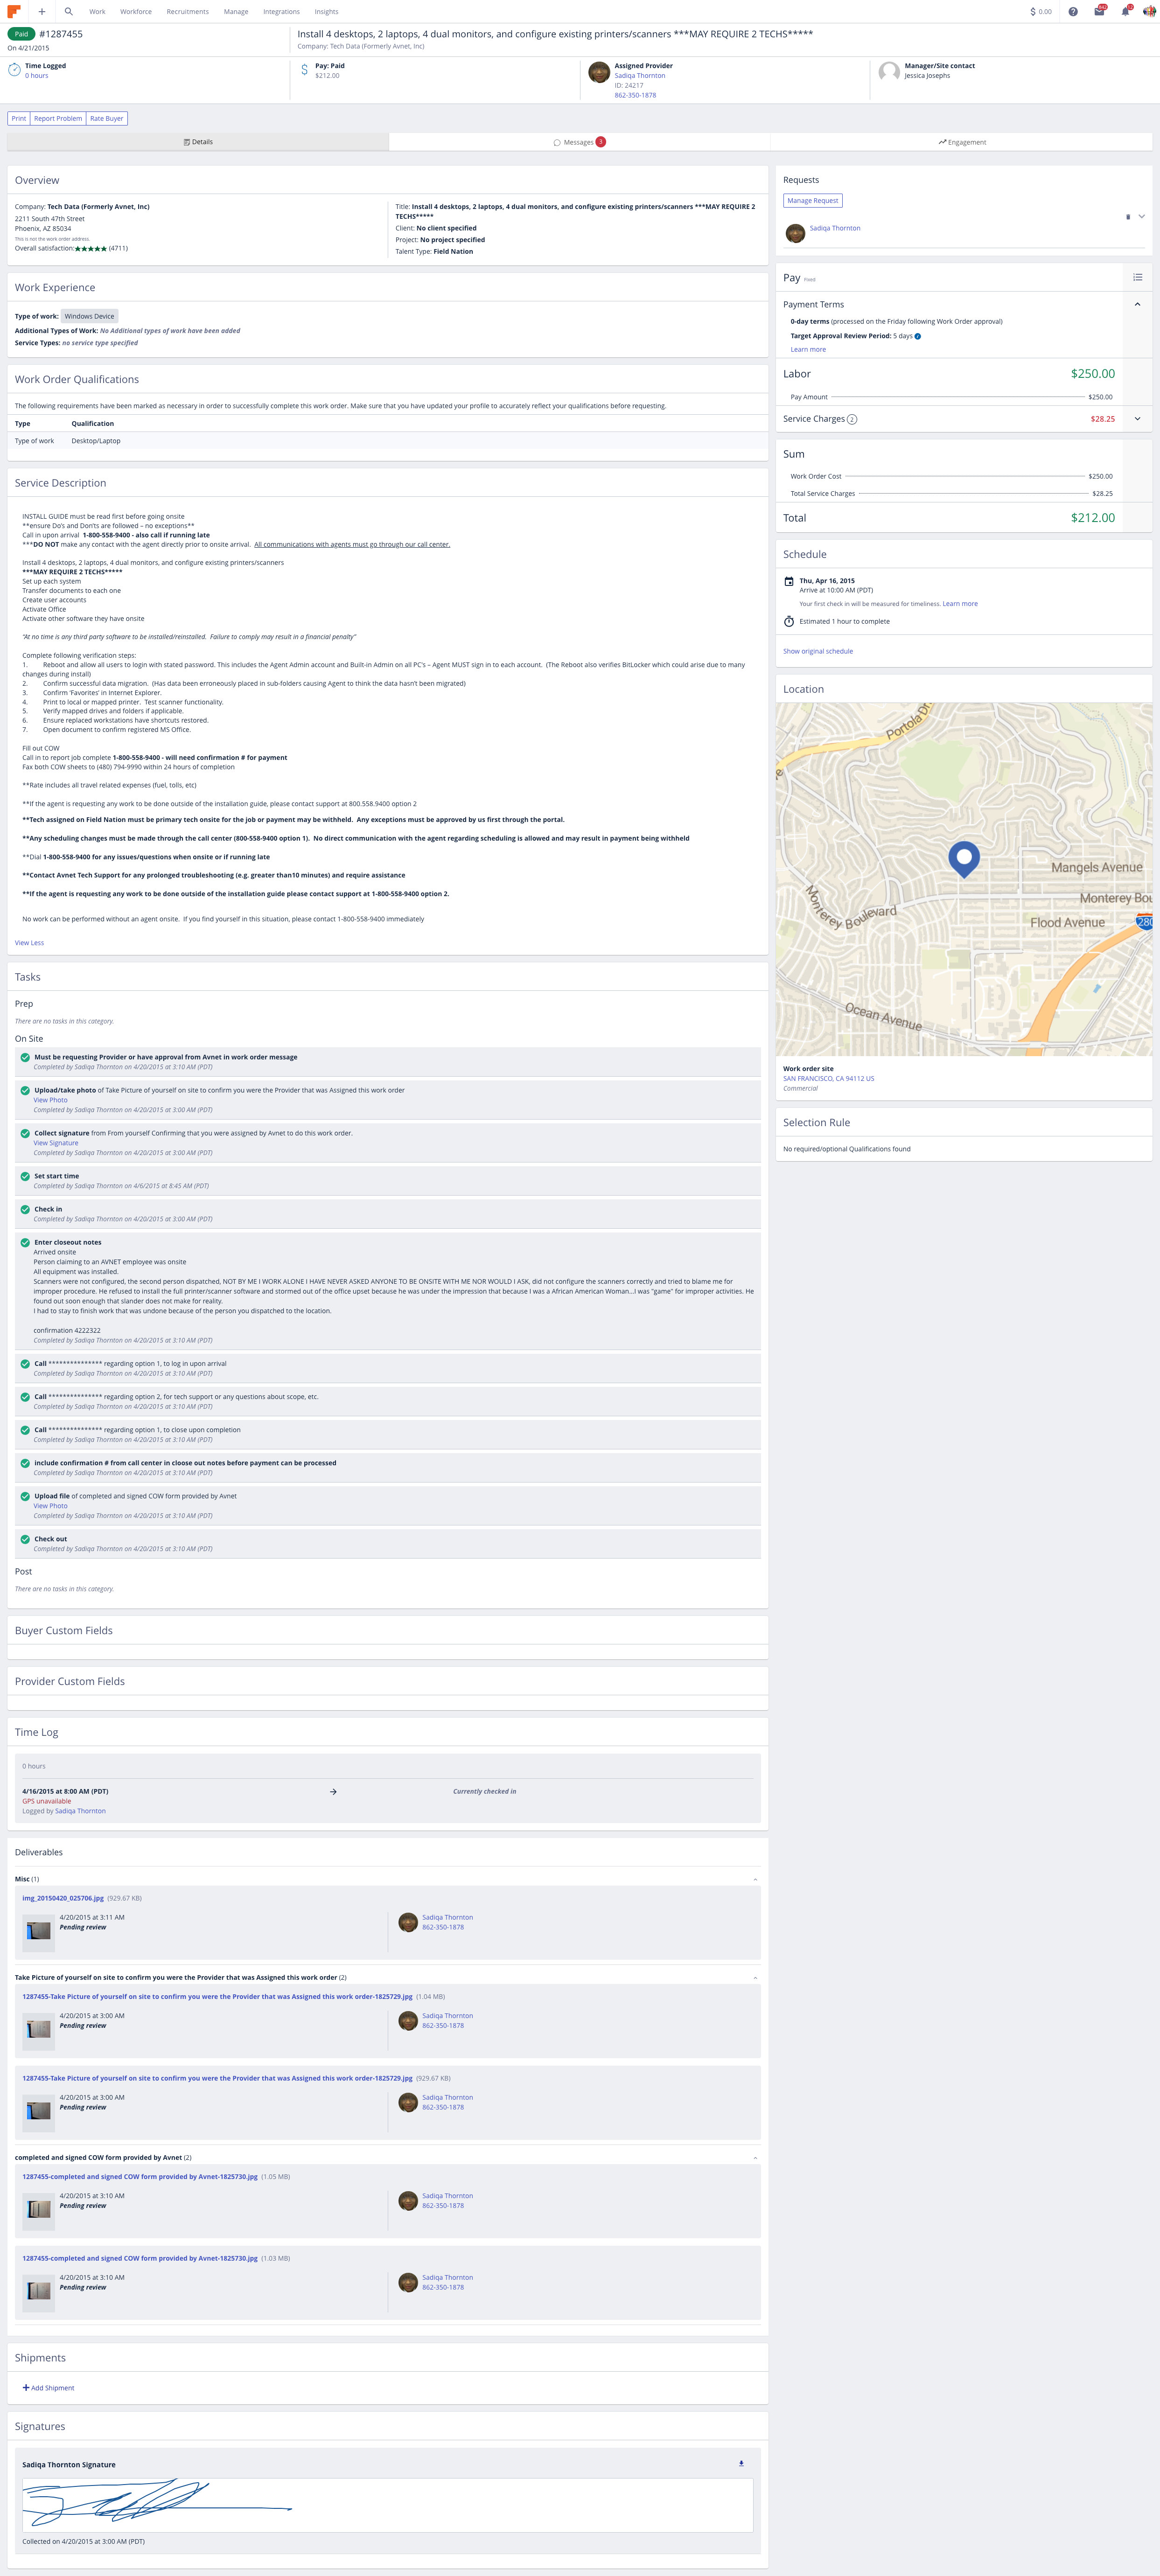 Work Workforce Recruitments Manage Integrations Insights
$ 0.00
Paid #1287455
On 4/21/2015
Install 4 desktops, 2 laptops, 4 dual monitors, and configure existing printers/scanners ***MAY REQUIRE 2 TECHS*****
Company: Tech Data (Formerly Avnet, Inc)
Time Logged
0 hours
Pay: Paid
$212.00
Assigned Provider
Sadiqa Thornton
ID: 24217
862-350-1878
Manager/Site contact
Jessica Josephs
Print Report Problem Rate Buyer
Details
Messages 3
Engagement
Overview
Company: Tech Data (Formerly Avnet, Inc)
2211 South 47th Street
Phoenix, AZ 85034
This is not the work order address.
Overall satisfaction: ★★★★★ (4711)
Title: Install 4 desktops, 2 laptops, 4 dual monitors, and configure existing printers/scanners ***MAY REQUIRE 2
TECHS*****
Client: No client specified
Project: No project specified
Talent Type: Field Nation
Work Experience
Type of work: Windows Device
Additional Types of Work: No Additional types of work have been added
Service Types: no service type specified
Work Order Qualifications
The following requirements have been marked as necessary in order to successfully complete this work order. Make sure that you have updated your profile to accurately reflect your qualifications before requesting.
Type Qualification
Type of work Desktop/Laptop
Service Description
INSTALL GUIDE must be read first before going onsite
**ensure Do's and Don'ts are followed – no exceptions**
Call in upon arrival 1-800-558-9400 - also call if running late
***DO NOT make any contact with the agent directly prior to onsite arrival. All communications with agents must go through our call center.
Install 4 desktops, 2 laptops, 4 dual monitors, and configure existing printers/scanners
***MAY REQUIRE 2 TECHS*****
Set up each system
Transfer documents to each one
Create user accounts
Activate Office
Activate other software they have onsite
"At no time is any third party software to be installed/reinstalled. Failure to comply may result in a financial penalty"
Complete following verification steps:
1. Reboot and allow all users to login with stated password. This includes the Agent Admin account and Built-in Admin on all PC's – Agent MUST sign in to each account. (The Reboot also verifies BitLocker which could arise due to many
changes during install)
2. Confirm successful data migration. (Has data been erroneously placed in sub-folders causing Agent to think the data hasn't been migrated)
3. Confirm 'Favorites' in Internet Explorer.
4. Print to local or mapped printer. Test scanner functionality.
5. Verify mapped drives and folders if applicable.
6. Ensure replaced workstations have shortcuts restored.
7. Open document to confirm registered MS Office.
Fill out COW
Call in to report job complete 1-800-558-9400 - will need confirmation # for payment
Fax both COW sheets to (480) 794-9990 within 24 hours of completion
**Rate includes all travel related expenses (fuel, tolls, etc)
**If the agent is requesting any work to be done outside of the installation guide, please contact support at 800.558.9400 option 2
**Tech assigned on Field Nation must be primary tech onsite for the job or payment may be withheld. Any exceptions must be approved by us first through the portal.
**Any scheduling changes must be made through the call center (800-558-9400 option 1). No direct communication with the agent regarding scheduling is allowed and may result in payment being withheld
**Dial 1-800-558-9400 for any issues/questions when onsite or if running late
**Contact Avnet Tech Support for any prolonged troubleshooting (e.g. greater than10 minutes) and require assistance
**If the agent is requesting any work to be done outside of the installation guide please contact support at 1-800-558-9400 option 2.
No work can be performed without an agent onsite. If you find yourself in this situation, please contact 1-800-558-9400 immediately
View Less
Tasks
Prep
There are no tasks in this category.
On Site
Must be requesting Provider or have approval from Avnet in work order message
Completed by Sadiqa Thornton on 4/20/2015 at 3:10 AM (PDT)
Upload/take photo of Take Picture of yourself on site to confirm you were the Provider that was Assigned this work order
View Photo
Completed by Sadiqa Thornton on 4/20/2015 at 3:00 AM (PDT)
Collect signature from From yourself Confirming that you were assigned by Avnet to do this work order.
View Signature
Completed by Sadiqa Thornton on 4/20/2015 at 3:00 AM (PDT)
Set start time
Completed by Sadiqa Thornton on 4/6/2015 at 8:45 AM (PDT)
Check in
Completed by Sadiqa Thornton on 4/20/2015 at 3:00 AM (PDT)
Enter closeout notes
Arrived onsite
Person claiming to an AVNET employee was onsite
All equipment was installed.
Scanners were not configured, the second person dispatched, NOT BY ME I WORK ALONE I HAVE NEVER ASKED ANYONE TO BE ONSITE WITH ME NOR WOULD I ASK, did not configure the scanners correctly and tried to blame me for
improper procedure. He refused to install the full printer/scanner software and stormed out of the office upset because he was under the impression that because I was a African American Woman...I was "game" for improper activities. He
found out soon enough that slander does not make for reality.
I had to stay to finish work that was undone because of the person you dispatched to the location.
confirmation 4222322
Completed by Sadiqa Thornton on 4/20/2015 at 3:10 AM (PDT)
Call *************** regarding option 1, to log in upon arrival
Completed by Sadiqa Thornton on 4/20/2015 at 3:10 AM (PDT)
Call *************** regarding option 2, for tech support or any questions about scope, etc.
Completed by Sadiqa Thornton on 4/20/2015 at 3:10 AM (PDT)
Call *************** regarding option 1, to close upon completion
Completed by Sadiqa Thornton on 4/20/2015 at 3:10 AM (PDT)
include confirmation # from call center in cloose out notes before payment can be processed
Completed by Sadiqa Thornton on 4/20/2015 at 3:10 AM (PDT)
Upload file of completed and signed COW form provided by Avnet
View Photo
Completed by Sadiqa Thornton on 4/20/2015 at 3:10 AM (PDT)
Check out
Completed by Sadiqa Thornton on 4/20/2015 at 3:10 AM (PDT)
Post
There are no tasks in this category.
Buyer Custom Fields
Provider Custom Fields
Time Log
0 hours
4/16/2015 at 8:00 AM (PDT)
Currently checked in
GPS unavailable
Logged by Sadiqa Thornton
Deliverables
Misc (1)
img_20150420_025706.jpg (929.67 KB)
4/20/2015 at 3:11 AM
Pending review
Sadiqa Thornton
862-350-1878
Take Picture of yourself on site to confirm you were the Provider that was Assigned this work order (2)
1287455-Take Picture of yourself on site to confirm you were the Provider that was Assigned this work order-1825729.jpg (1.04 MB)
4/20/2015 at 3:00 AM
Pending review
Sadiqa Thornton
862-350-1878
1287455-Take Picture of yourself on site to confirm you were the Provider that was Assigned this work order-1825729.jpg (929.67 KB)
4/20/2015 at 3:00 AM
Pending review
Sadiqa Thornton
862-350-1878
completed and signed COW form provided by Avnet (2)
1287455-completed and signed COW form provided by Avnet-1825730.jpg (1.05 MB)
4/20/2015 at 3:10 AM
Pending review
Sadiqa Thornton
862-350-1878
1287455-completed and signed COW form provided by Avnet-1825730.jpg (1.03 MB)
4/20/2015 at 3:10 AM
Pending review
Sadiqa Thornton
862-350-1878
Shipments
Add Shipment
Signatures
Sadiqa Thornton Signature
Collected on 4/20/2015 at 3:00 AM (PDT)
Requests
Manage Request
Sadiqa Thornton
Pay Fixed
Payment Terms
0-day terms (processed on the Friday following Work Order approval)
Target Approval Review Period: 5 days
Learn more
Labor $250.00
Pay Amount $250.00
Service Charges 2 $28.25
Sum
Work Order Cost $250.00
Total Service Charges $28.25
Total $212.00
Schedule
Thu, Apr 16, 2015
Arrive at 10:00 AM (PDT)
Your first check in will be measured for timeliness. Learn more
Estimated 1 hour to complete
Show original schedule
Location
Portola Dr
Mangels Avenue
Monterey Bou
Monterey Boulevard
Flood Avenue
280
Ocean Avenue
Work order site
SAN FRANCISCO, CA 94112 US
Commercial
Selection Rule
No required/optional Qualifications found